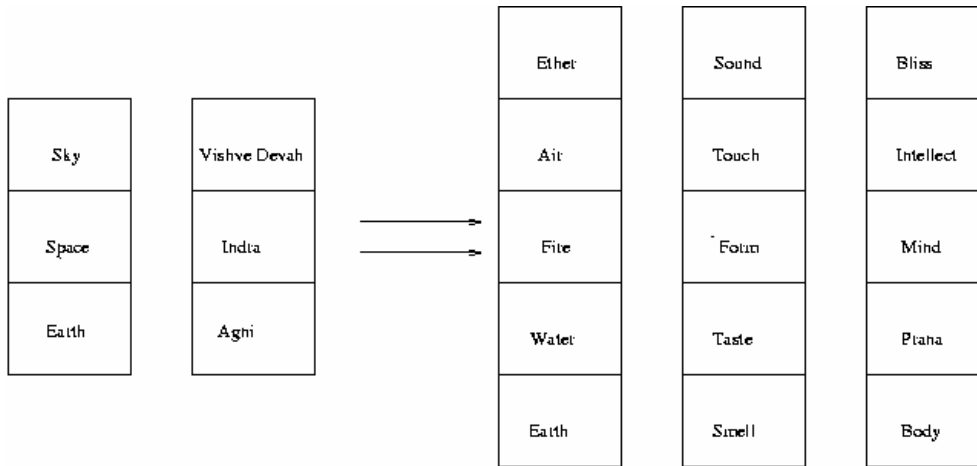 Ether Sound Bliss
Sky Vishve Devah Air Touch Intellect
Space Indra Fire Form Mind
Earth Agni Water Taste Prana
Earth Smell Body